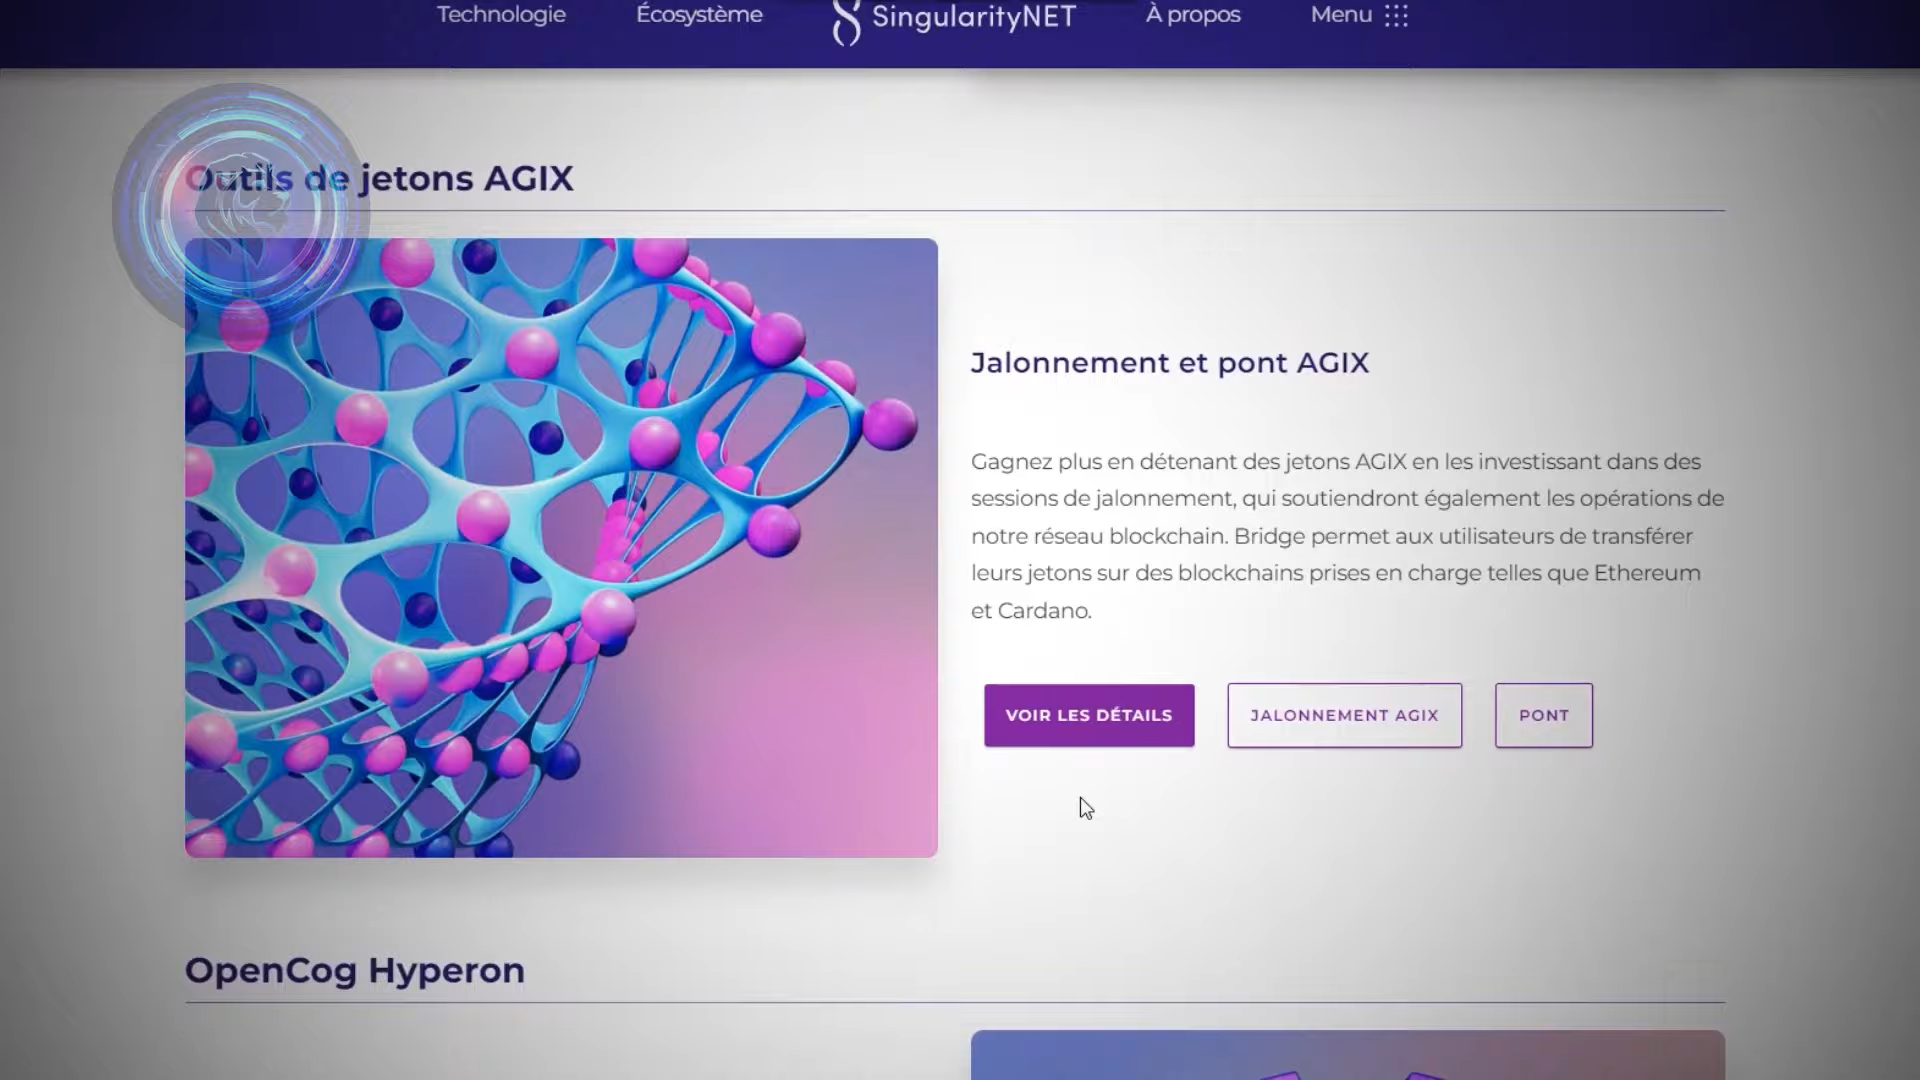 Technologie
Écosystème
SingularityNET
À propos
Menu
Outils de jetons AGIX
Jalonnement et pont AGIX
Gagnez plus en détenant des jetons AGIX en les investissant dans des
sessions de jalonnement, qui soutiendront également les opérations de
notre réseau blockchain. Bridge permet aux utilisateurs de transférer
leurs jetons sur des blockchains prises en charge telles que Ethereum
et Cardano.
VOIR LES DÉTAILS
JALONNEMENT AGIX
PONT
OpenCog Hyperon